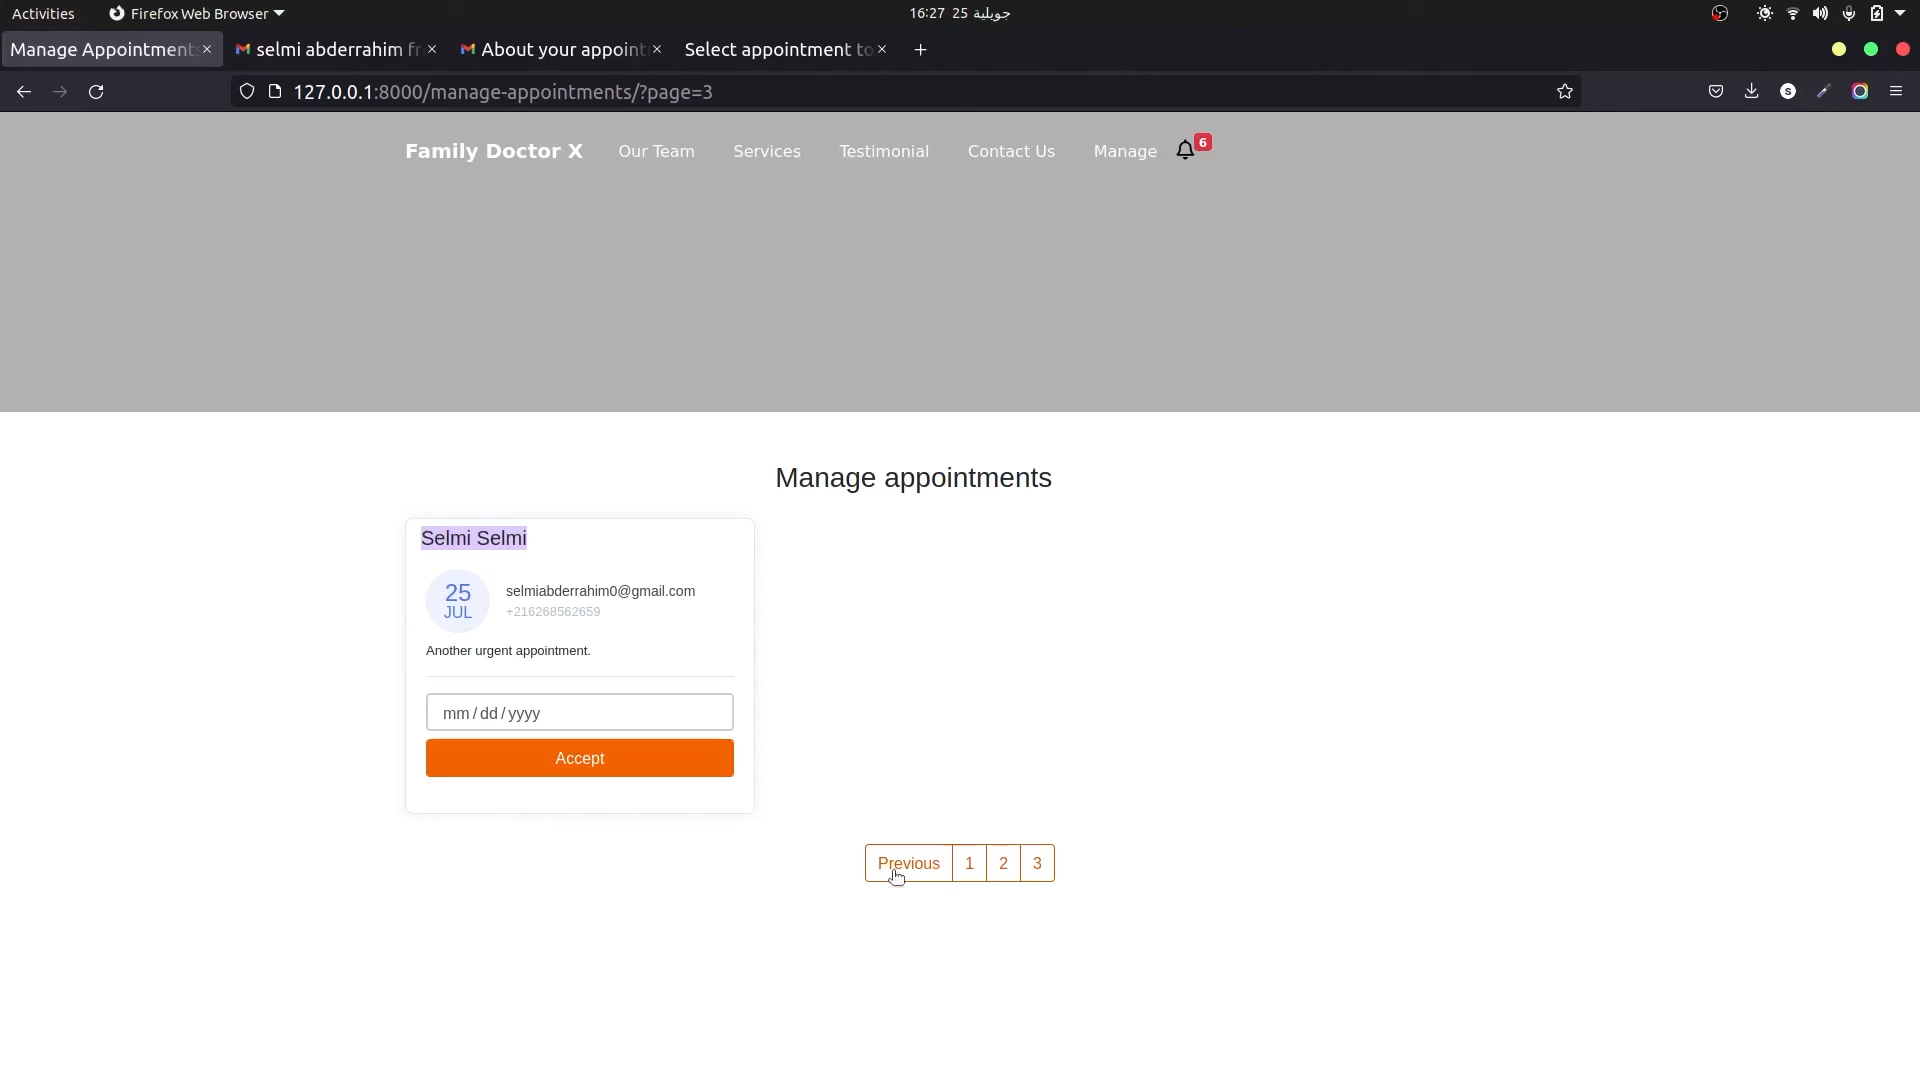 Activities Firefox Web Browser 16:27 25 جويلية
Manage Appointment selmi abderrahim fr About your appoint Select appointment to
127.0.0.1:8000/manage-appointments/?page=3
Family Doctor X Our Team Services Testimonial Contact Us Manage 6
Manage appointments
Selmi Selmi
25
JUL
selmiabderrahim0@gmail.com
+216268562659
Another urgent appointment.
mm/dd/yyyy
Accept
Previous 1 2 3